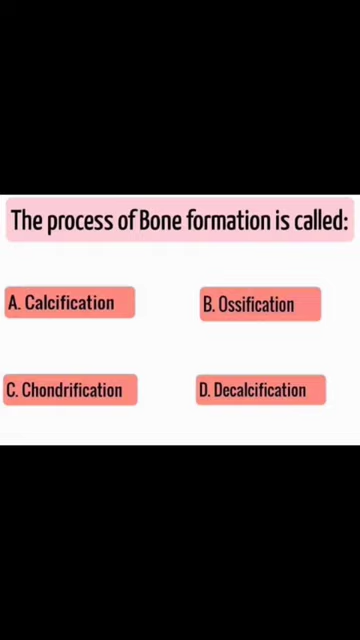 The process of Bone formation is called:
A. Calcification
B. Ossification
C. Chondrification
D. Decalcification